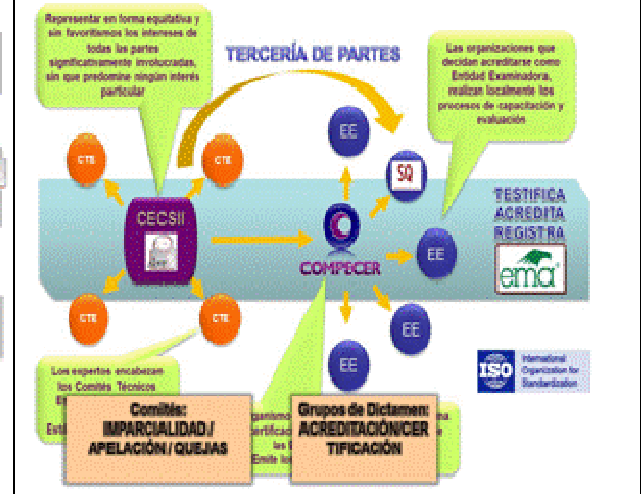 Representar en forma equitativa y
sin favoritismos los intereses de
todas las partes
significativamente involucradas,
sin que predomine ningún interés
particular
TERCERÍA DE PARTES
Las organizaciones que
decidan acreditarse como
Entidad Examinadora,
realizan localmente los
procesos de capacitación y
evaluación
EE
CTE
CTE
SQ
CECSII
TESTIFICA
ACREDITA
REGISTRA
ema
COMPECER
EE
CTE
CTE
EE
EE
Los expertos encabezan
los Comités Técnicos
ISO
International
Organization for
Standardization
Comités:
IMPARCIALIDAD /
APELACIÓN / QUEJAS
Grupos de Dictamen:
ACREDITACIÓN/CER
TIFICACIÓN
Emite